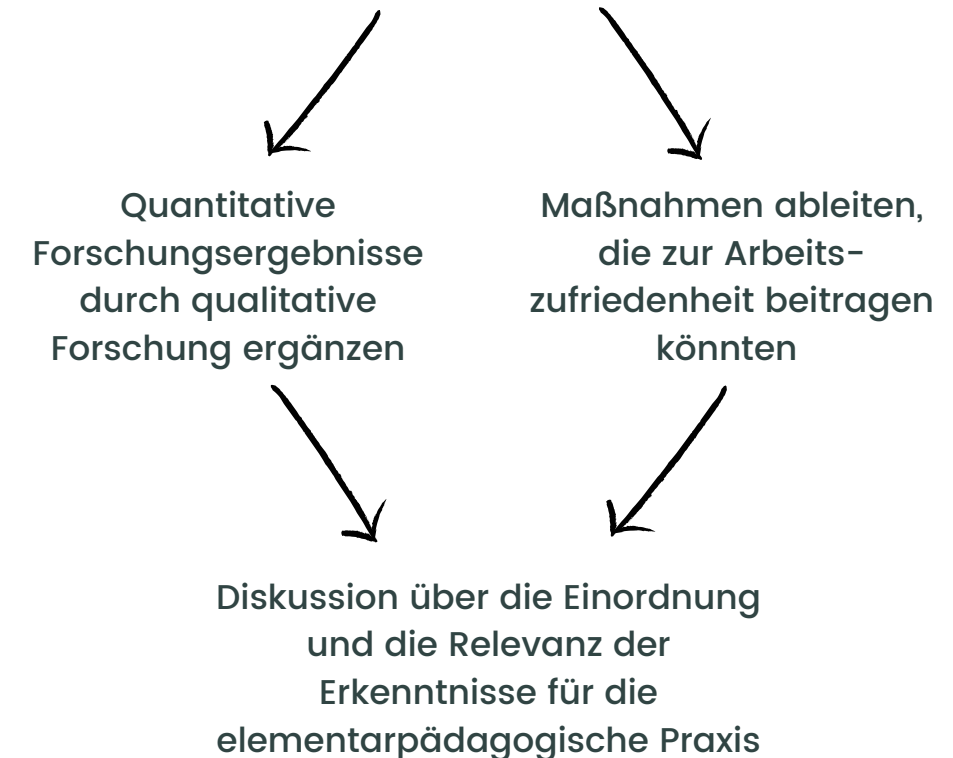 Quantitative
Forschungsergebnisse
durch qualitative
Forschung ergänzen
Maßnahmen ableiten,
die zur Arbeits-
zufriedenheit beitragen
könnten
Diskussion über die Einordnung
und die Relevanz der
Erkenntnisse für die
elementarpädagogische Praxis